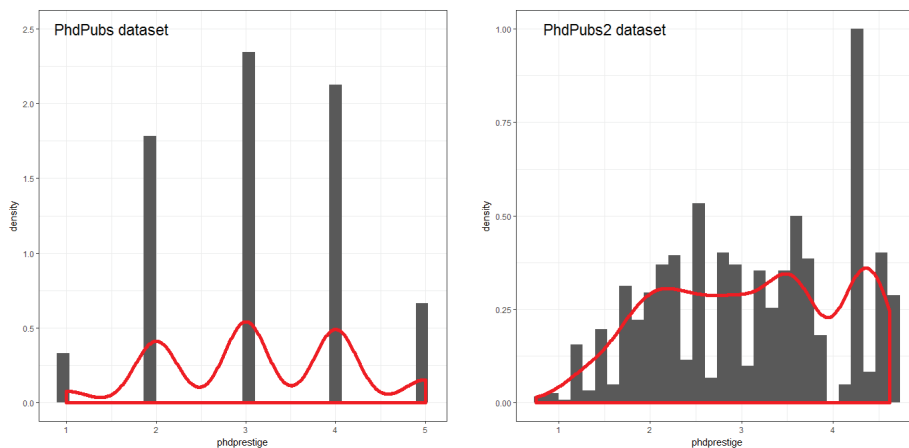 PhdPubs dataset
2.5
2.0
1.5
1.0
0.5
0.0
density
1 2 3 4 5
phdprestige
PhdPubs2 dataset
1.00
0.75
0.50
0.25
0.00
density
1 2 3 4
phdprestige